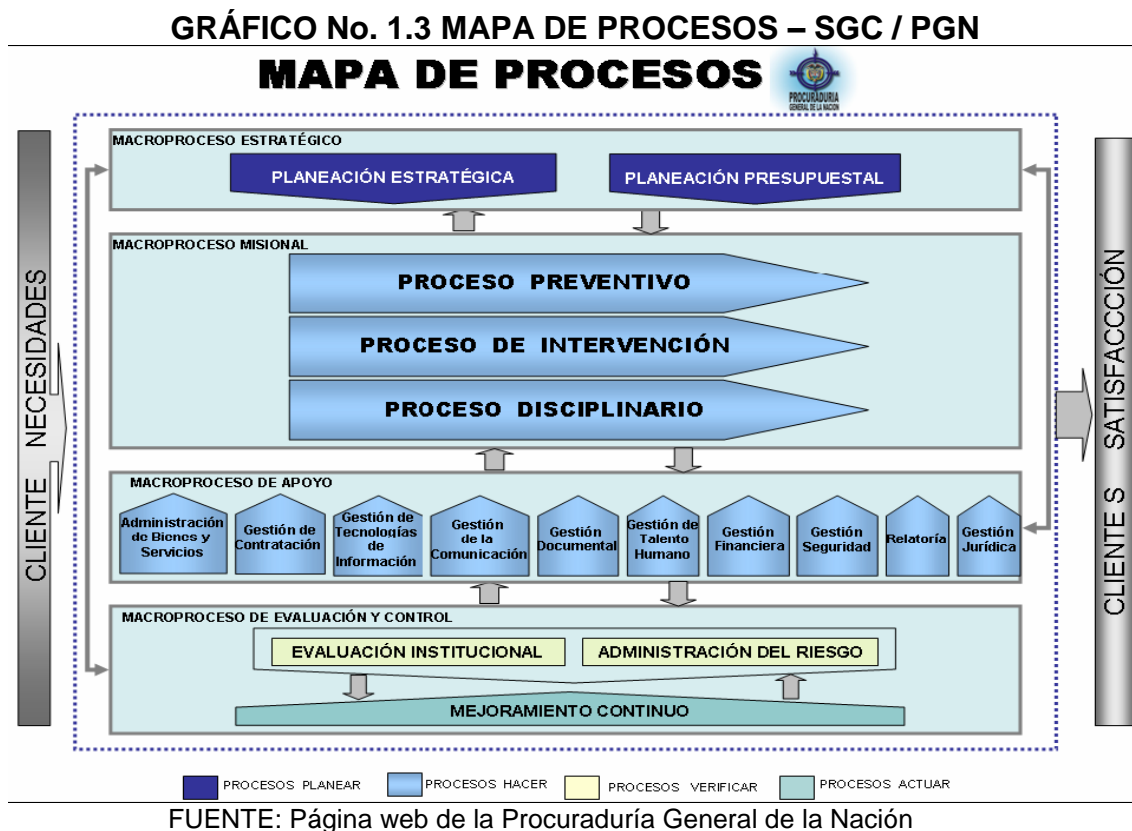 GRÁFICO No. 1.3 MAPA DE PROCESOS – SGC / PGN
MAPA DE PROCESOS
PROCURADURIA
GENERAL DE LA NACION
CLIENTE NECESIDADES
MACROPROCESO ESTRATÉGICO
PLANEACIÓN ESTRATÉGICA
PLANEACIÓN PRESUPUESTAL
MACROPROCESO MISIONAL
PROCESO PREVENTIVO
PROCESO DE INTERVENCIÓN
PROCESO DISCIPLINARIO
MACROPROCESO DE APOYO
Administración
de Bienes y
Servicios
Gestión de
Contratación
Gestión de
Tecnologías
de
Información
Gestión
de la
Comunicación
Gestión
Documental
Gestión de
Talento
Humano
Gestión
Financiera
Gestión
Seguridad
Relatoría
Gestión
Jurídica
MACROPROCESO DE EVALUACIÓN Y CONTROL
EVALUACIÓN INSTITUCIONAL
ADMINISTRACIÓN DEL RIESGO
MEJORAMIENTO CONTINUO
CLIENTE S SATISFACCCIÓN
PROCESOS PLANEAR
PROCESOS HACER
PROCESOS VERIFICAR
PROCESOS ACTUAR
FUENTE: Página web de la Procuraduría General de la Nación